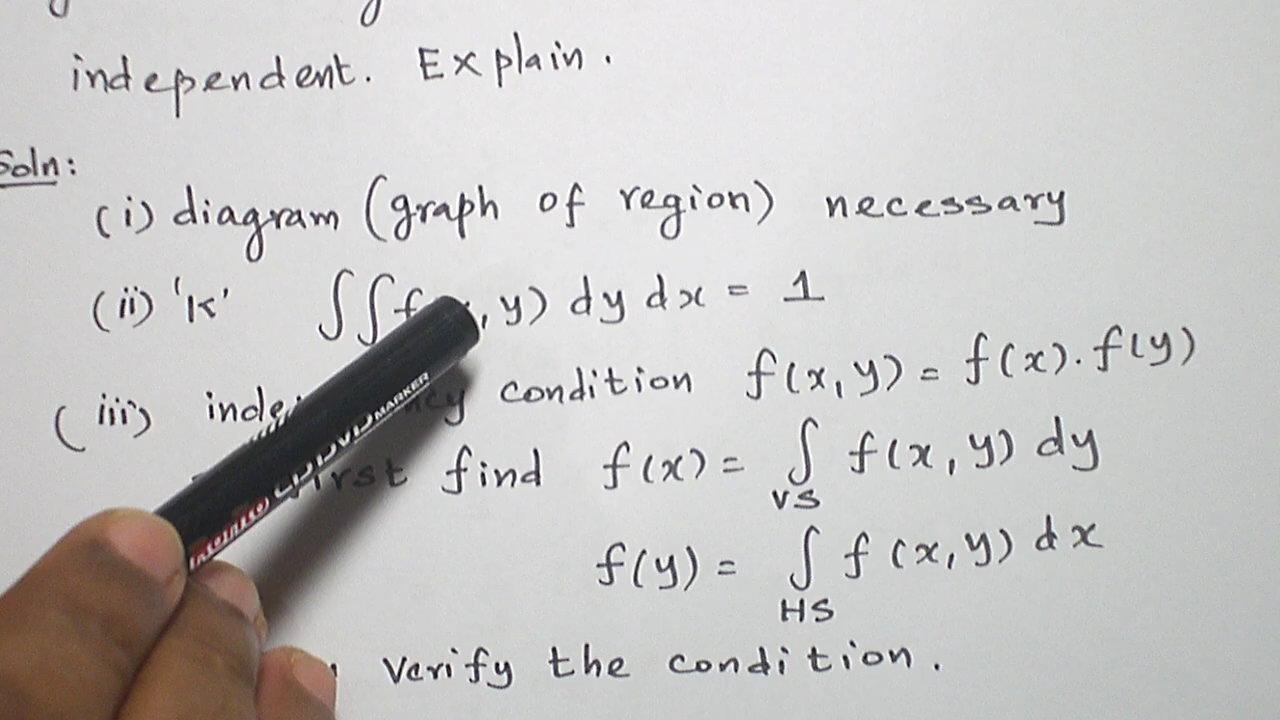 independent. Explain.
Soln:
(i) diagram (graph of region) necessary
(ii) 'K' ∫∫ f( , y) dy dx = 1
(iii) condition f(x,y) = f(x).f(y)
find f(x) = ∫ f(x,y) dy
VS
f(y) = ∫ f(x,y) dx
HS
Verify the condition.
MARKER